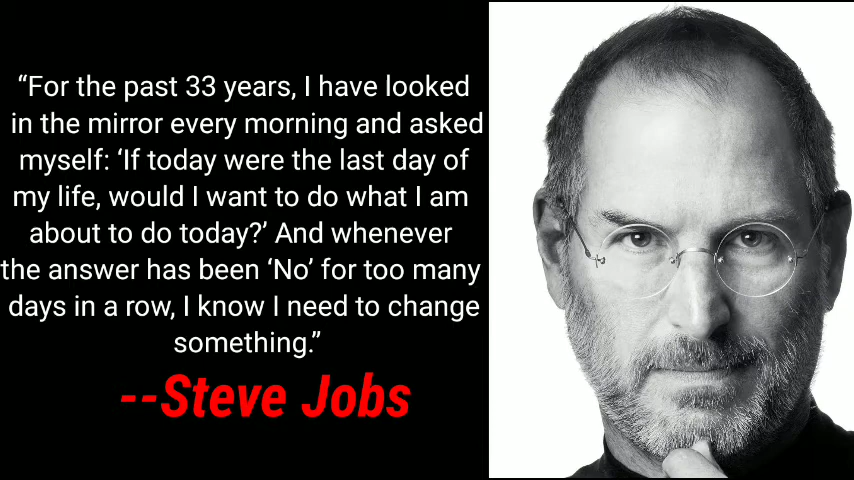 “For the past 33 years, I have looked
in the mirror every morning and asked
myself: ‘If today were the last day of
my life, would I want to do what I am
about to do today?’ And whenever
the answer has been ‘No’ for too many
days in a row, I know I need to change
something.”
--Steve Jobs